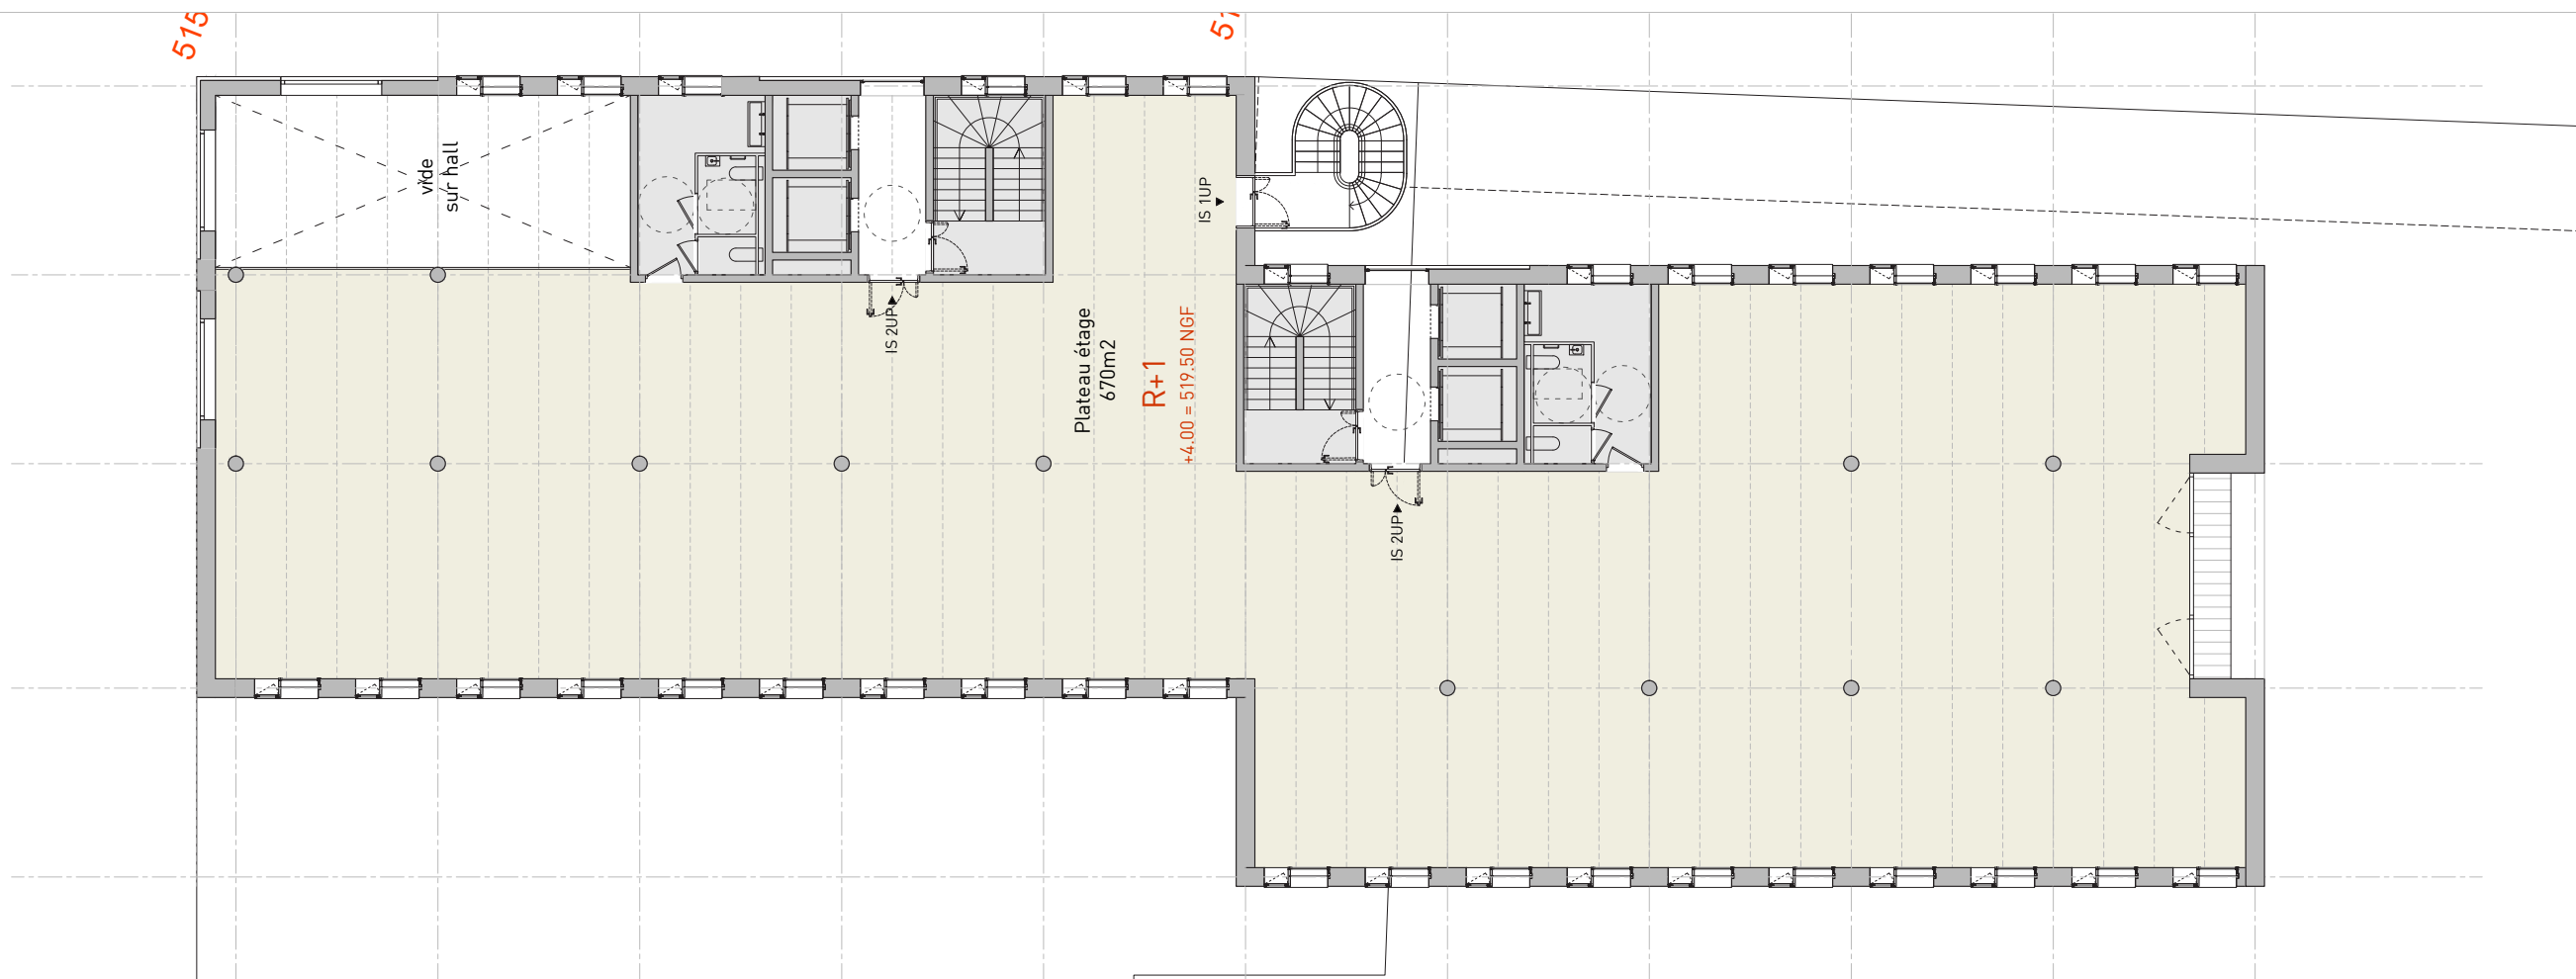 515
vide
sur hall
IS 1UP
IS 2UP
Plateau étage
670m2
R+1
+4.00 = 519.50 NGF
IS 2UP